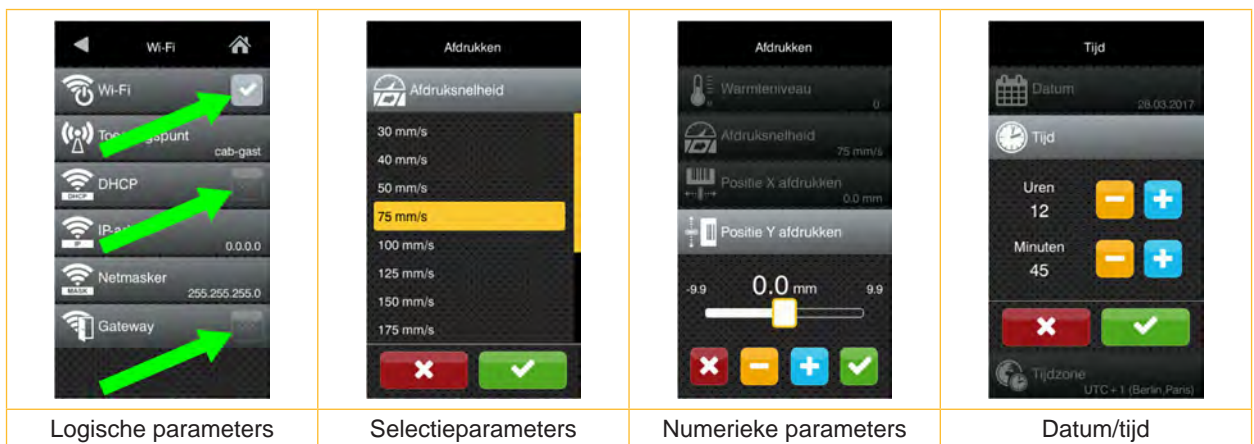 Wi-Fi
Wi-Fi
cab-gast
DHCP
DHCP
IP
0.0.0.0
Netmasker
MASK
255.255.255.0
Gateway
Logische parameters
Afdrukken
Afdruksnelheid
30 mm/s
40 mm/s
50 mm/s
75 mm/s
100 mm/s
125 mm/s
150 mm/s
175 mm/s
Selectieparameters
Afdrukken
Warmteniveau
0
Afdruksnelheid
75 mm/s
Positie X afdrukken
0.0 mm
Positie Y afdrukken
-9.9
0.0 mm
9.9
Numerieke parameters
Tijd
Datum
28.03.2017
Tijd
Uren
12
Minuten
45
Tijdzone
UTC+1 (Berlin,Paris)
Datum/tijd